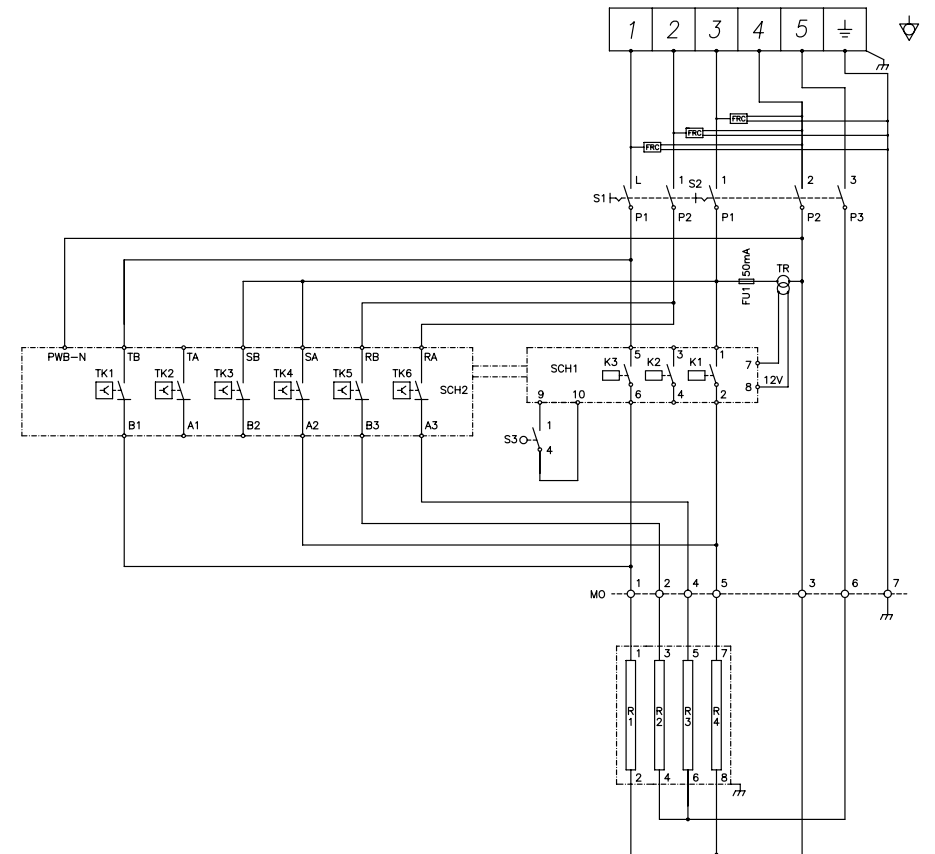 1 2 3 4 5
FRC
FRC
FRC
L 1 S2 1 2 3
S1
P1 P2 P1 P2 P3
FU1 50mA
TR
PWB-N TB TA SB SA RB RA
TK1 TK2 TK3 TK4 TK5 TK6
SCH2
B1 A1 B2 A2 B3 A3
SCH1
5 3 1
K3 K2 K1
7
8 12V
6 4 2
9 10
1
S3
4
1 2 4 5 3 6 7
MO
1 3 5 7
R1 R2 R3 R4
2 4 6 8